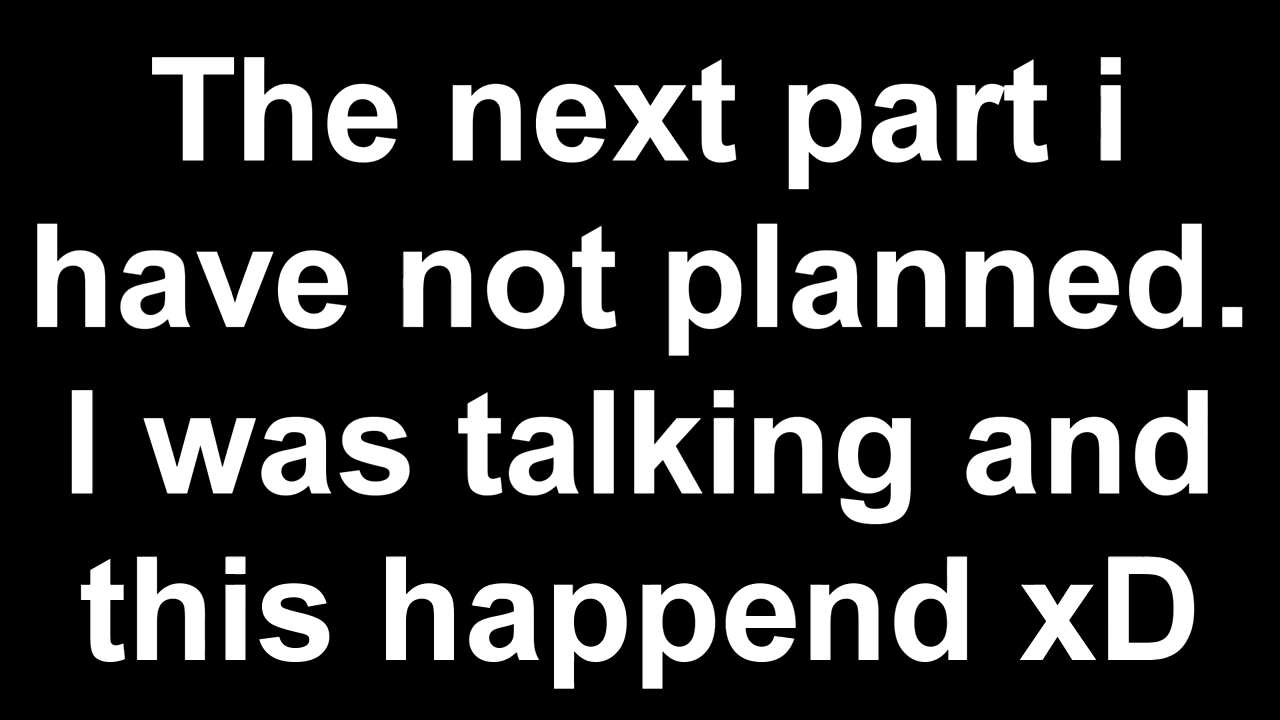 The next part i
have not planned.
I was talking and
this happend xD